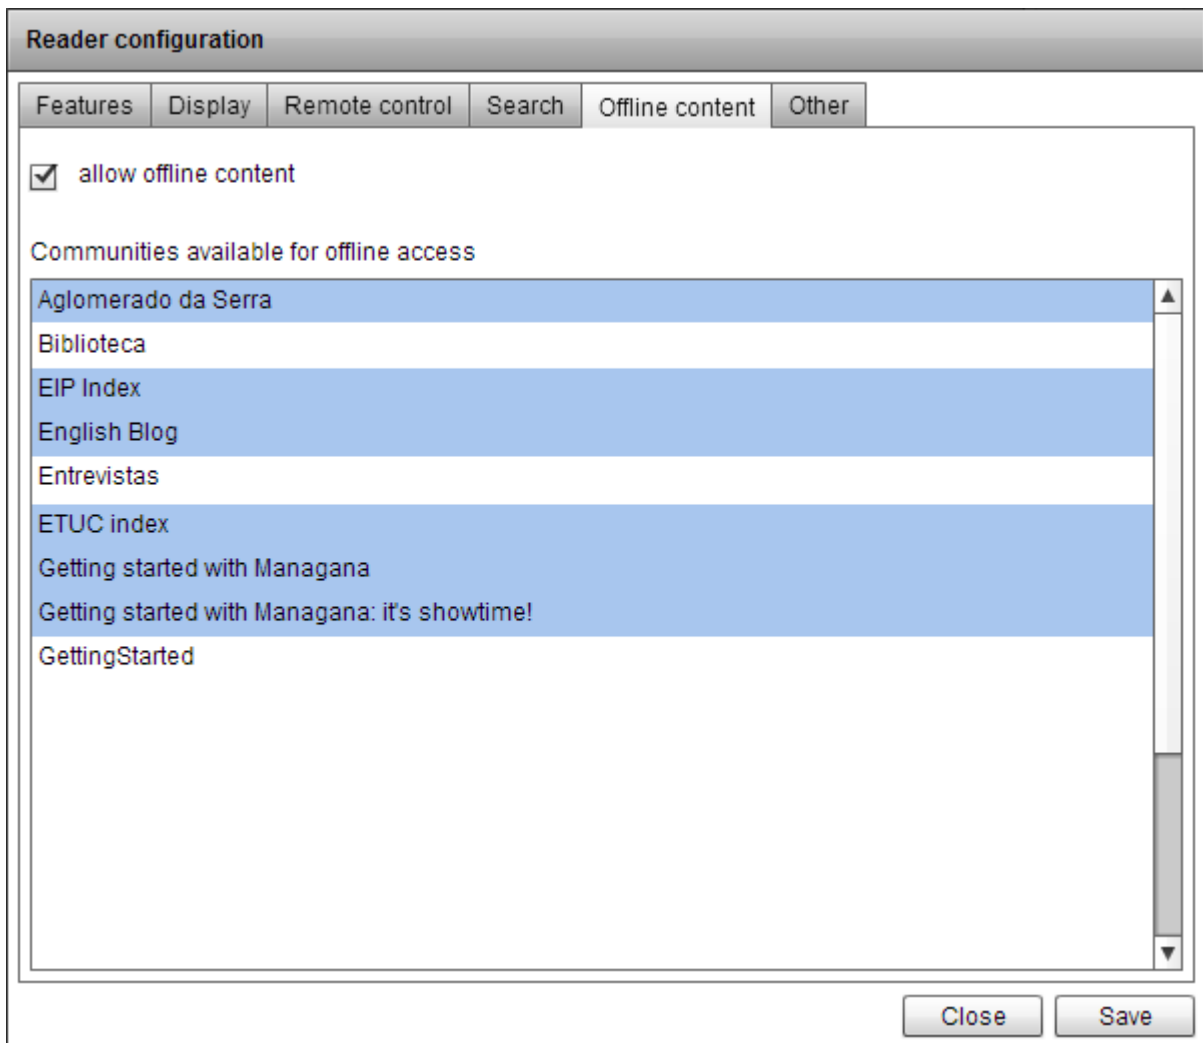 Reader configuration
Features Display Remote control Search Offline content Other
allow offline content
Communities available for offline access
Aglomerado da Serra
Biblioteca
EIP Index
English Blog
Entrevistas
ETUC index
Getting started with Managana
Getting started with Managana: it's showtime!
GettingStarted
Close Save